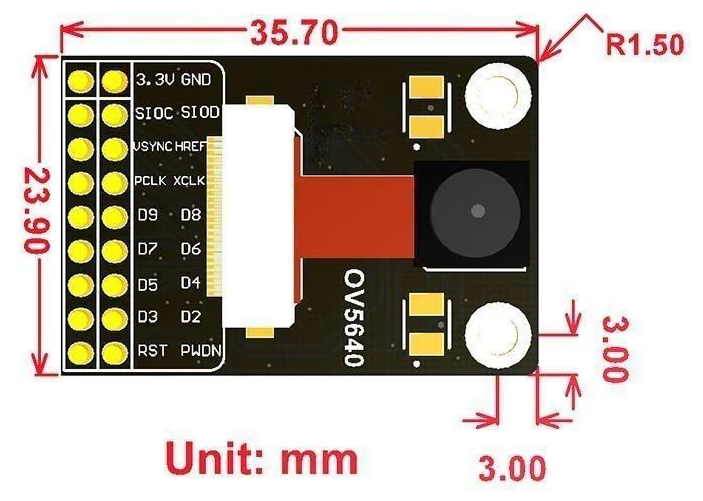 35.70
R1.50
3.3V GND
SIOC SIOD
VSYNC HREF
PCLK XCLK
D9 D8
D7 D6
D5 D4
D3 D2
RST PWDN
23.90
OV5640
3.00
3.00
Unit: mm